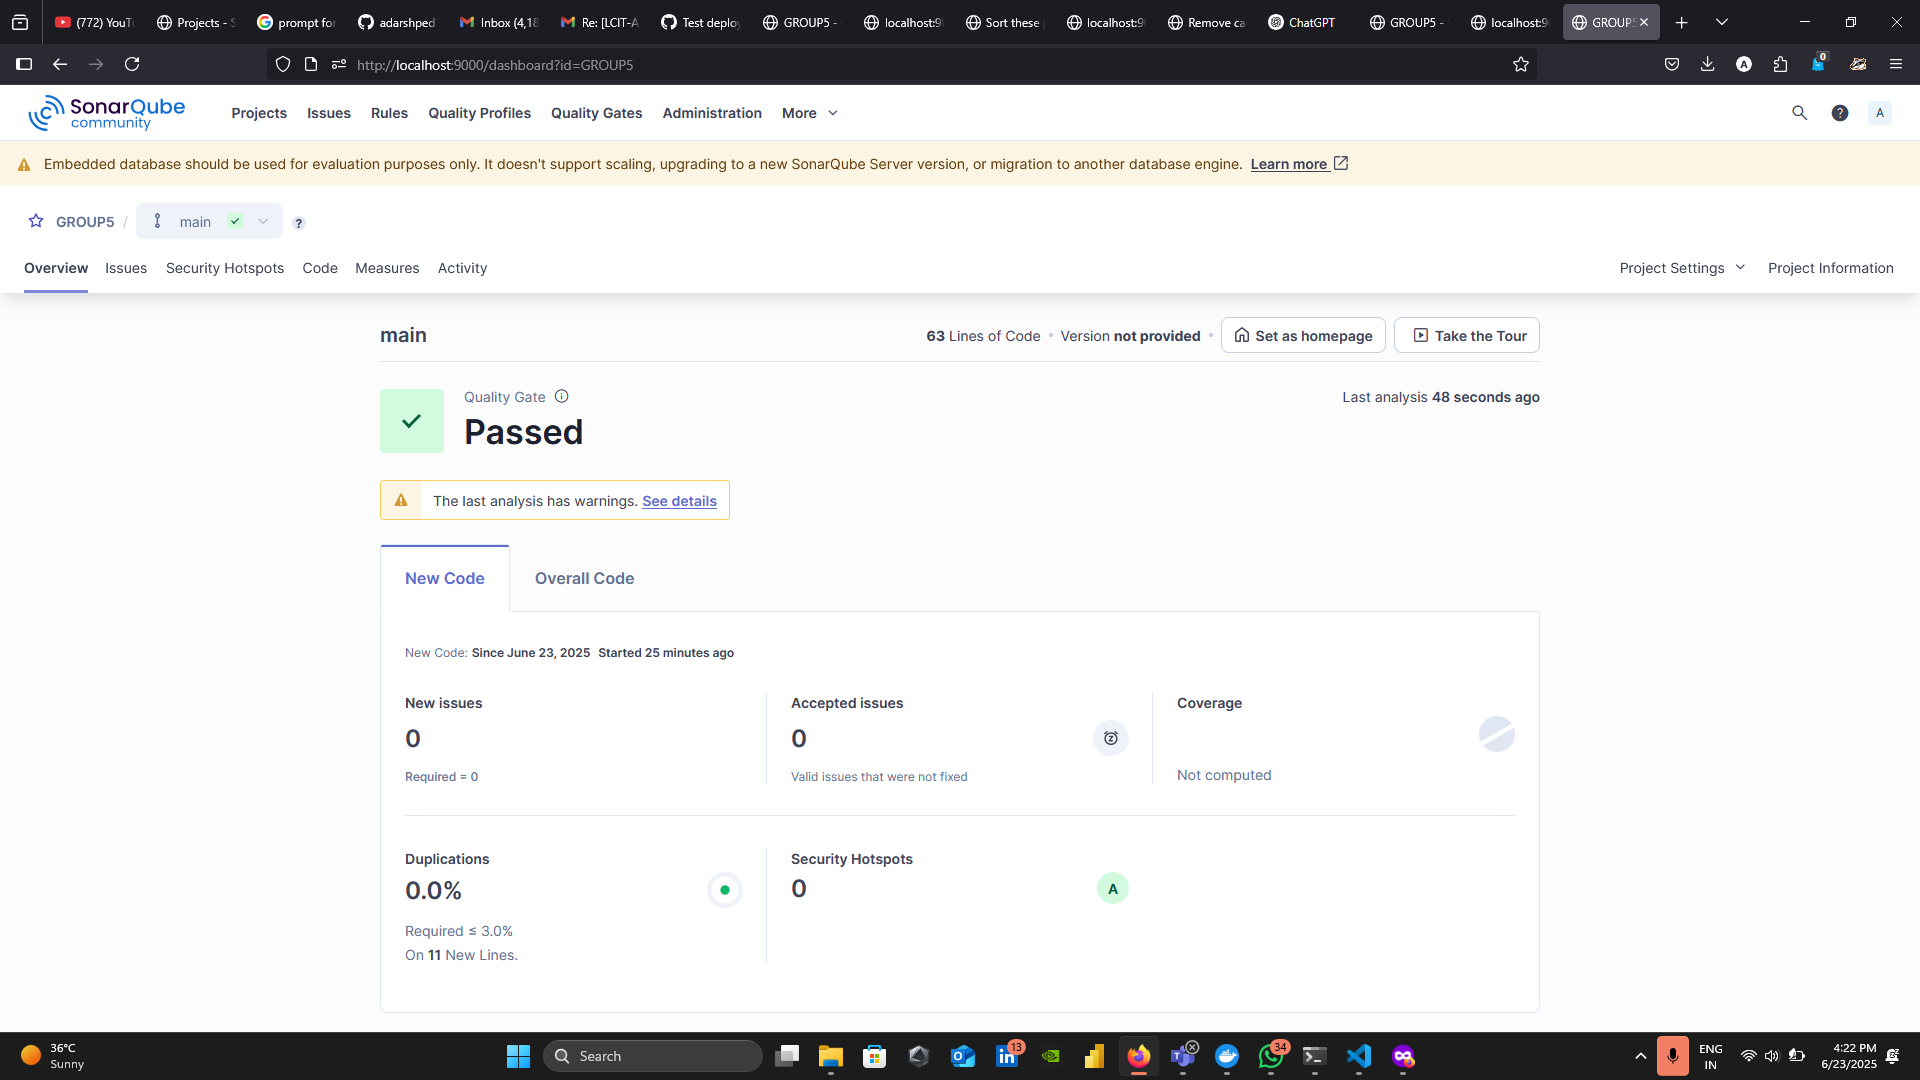 (772) YouTu
Projects - S
prompt for
adarshped
Inbox (4,18
Re: [LCIT-A
Test deploy
GROUP5 -
localhost:90
Sort these
localhost:90
Remove ca
ChatGPT
GROUP5 -
localhost:90
GROUP5
http://localhost:9000/dashboard?id=GROUP5
A
0
SonarQube
community
Projects
Issues
Rules
Quality Profiles
Quality Gates
Administration
More
?
A
Embedded database should be used for evaluation purposes only. It doesn't support scaling, upgrading to a new SonarQube Server version, or migration to another database engine. Learn more
GROUP5 / main ?
Overview
Issues
Security Hotspots
Code
Measures
Activity
Project Settings
Project Information
main
63 Lines of Code • Version not provided •
Set as homepage
Take the Tour
Quality Gate
Passed
Last analysis 48 seconds ago
The last analysis has warnings. See details
New Code
Overall Code
New Code: Since June 23, 2025 Started 25 minutes ago
New issues
0
Required = 0
Accepted issues
0
Valid issues that were not fixed
Coverage
Not computed
Duplications
0.0%
Required ≤ 3.0%
On 11 New Lines.
Security Hotspots
0
A
36°C
Sunny
Search
13
34
ENG
IN
4:22 PM
6/23/2025